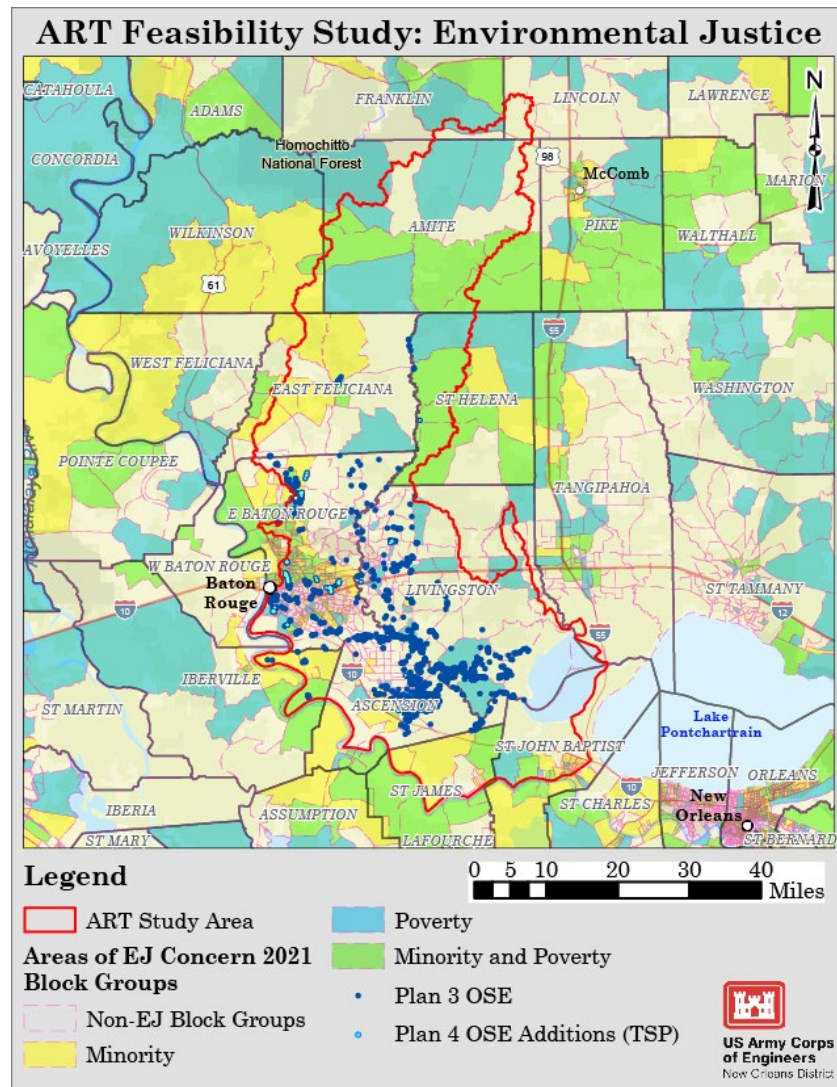 ART Feasibility Study: Environmental Justice
CATAHOULA
ADAMS
FRANKLIN
LINCOLN
LAWRENCE
N
CONCORDIA
Homochitto
National Forest
98
McComb
MARION
AVOYELLES
WILKINSON
AMITE
PIKE
WALTHALL
61
55
WEST FELICIANA
EAST FELICIANA
ST HELENA
WASHINGTON
POINTE COUPEE
TANGIPAHOA
E BATON ROUGE
W BATON ROUGE
Baton
Rouge
LIVINGSTON
ST TAMMANY
10
12
55
IBERVILLE
10
ST MARTIN
ASCENSION
Lake
Pontchartrain
ST JOHN BAPTIST
JEFFERSON
ORLEANS
10
ST JAMES
IBERIA
ASSUMPTION
ST CHARLES
New
Orleans
ST MARY
LAFOURCHE
ST BERNARD
Legend
0 5 10 20 30 40
Miles
ART Study Area
Areas of EJ Concern 2021
Block Groups
Non-EJ Block Groups
Minority
Poverty
Minority and Poverty
Plan 3 OSE
Plan 4 OSE Additions (TSP)
US Army Corps
of Engineers
New Orleans District